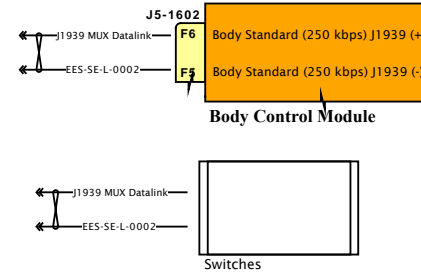 J5-1602
J1939 MUX Datalink
F6
Body Standard (250 kbps) J1939 (+
EES-SE-L-0002
F5
Body Standard (250 kbps) J1939 (-
Body Control Module
J1939 MUX Datalink
EES-SE-L-0002
Switches